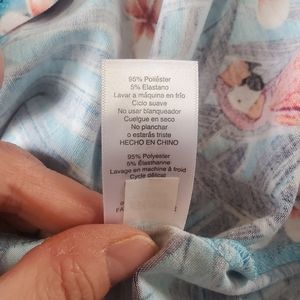 95% Poliéster
5% Elastano
Lavar a máquina en frío
Ciclo suave
No usar blanqueador
Cuelgue en seco
No planchar
o estarás triste
HECHO EN CHINO
95% Polyester
5% Élasthanne
Lavage en machine à froid
Cycle délicat